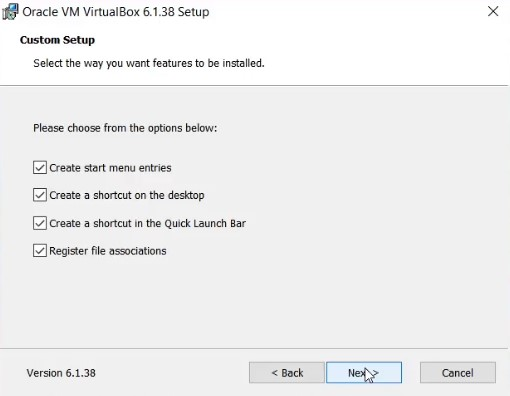 Oracle VM VirtualBox 6.1.38 Setup
Custom Setup
Select the way you want features to be installed.
Please choose from the options below:
Create start menu entries
Create a shortcut on the desktop
Create a shortcut in the Quick Launch Bar
Register file associations
Version 6.1.38
< Back
Next >
Cancel